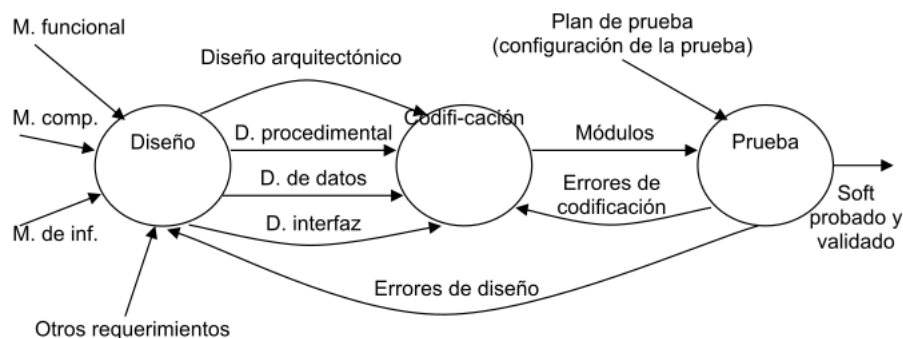 M. funcional
Plan de prueba
(configuración de la prueba)
Diseño arquitectónico
M. comp.
Codifi-cación
Diseño
D. procedimental
Módulos
Prueba
D. de datos
Errores de
codificación
Soft
probado y
validado
M. de inf.
D. interfaz
Errores de diseño
Otros requerimientos